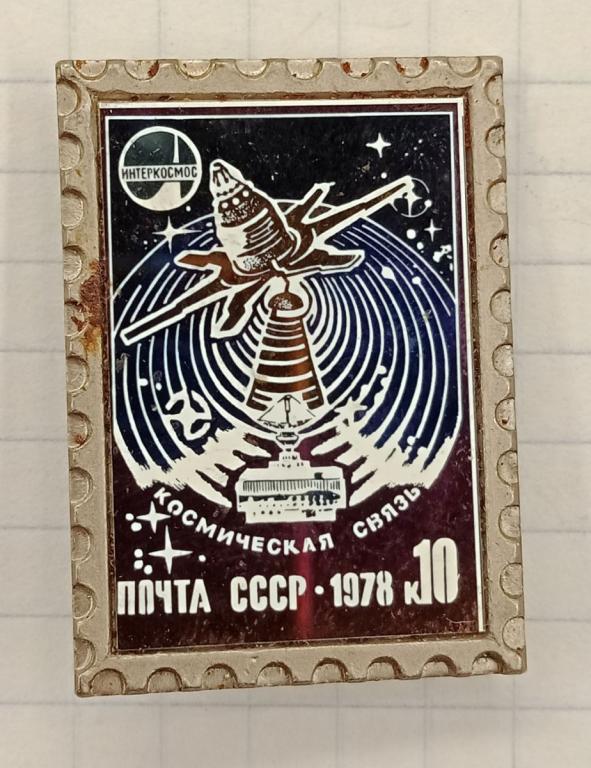 ИНТЕРКОСМОС
КОСМИЧЕСКАЯ СВЯЗЬ
ПОЧТА СССР · 1978 к10